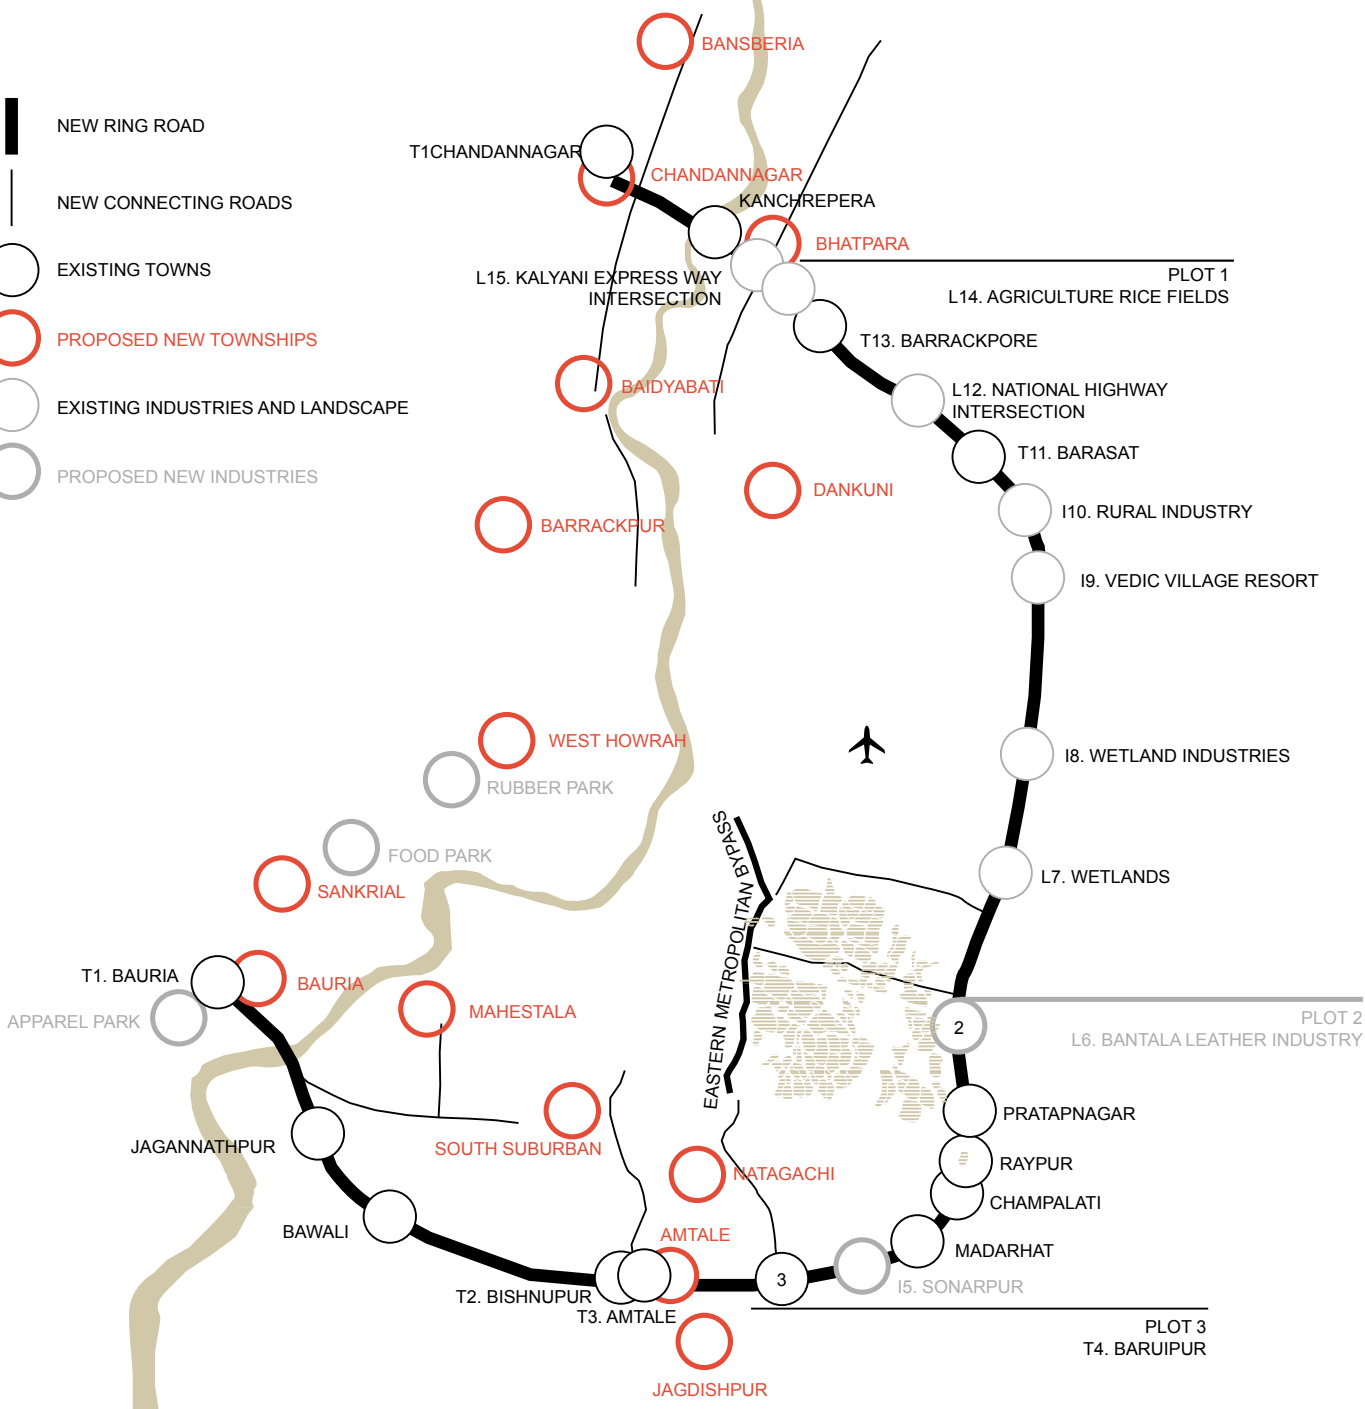 BANSBERIA
NEW RING ROAD
T1CHANDANNAGAR
CHANDANNAGAR
NEW CONNECTING ROADS
KANCHREPERA
BHATPARA
EXISTING TOWNS
L15. KALYANI EXPRESS WAY
INTERSECTION
PLOT 1
L14. AGRICULTURE RICE FIELDS
PROPOSED NEW TOWNSHIPS
T13. BARRACKPORE
BAIDYABATI
L12. NATIONAL HIGHWAY
INTERSECTION
EXISTING INDUSTRIES AND LANDSCAPE
T11. BARASAT
PROPOSED NEW INDUSTRIES
DANKUNI
I10. RURAL INDUSTRY
BARRACKPUR
I9. VEDIC VILLAGE RESORT
WEST HOWRAH
I8. WETLAND INDUSTRIES
RUBBER PARK
FOOD PARK
L7. WETLANDS
SANKRIAL
EASTERN METROPOLITAN BYPASS
T1. BAURIA
BAURIA
MAHESTALA
APPAREL PARK
2
PLOT 2
L6. BANTALA LEATHER INDUSTRY
PRATAPNAGAR
JAGANNATHPUR
SOUTH SUBURBAN
RAYPUR
NATAGACHI
CHAMPALATI
BAWALI
AMTALE
MADARHAT
3
I5. SONARPUR
T2. BISHNUPUR
T3. AMTALE
PLOT 3
T4. BARUIPUR
JAGDISHPUR